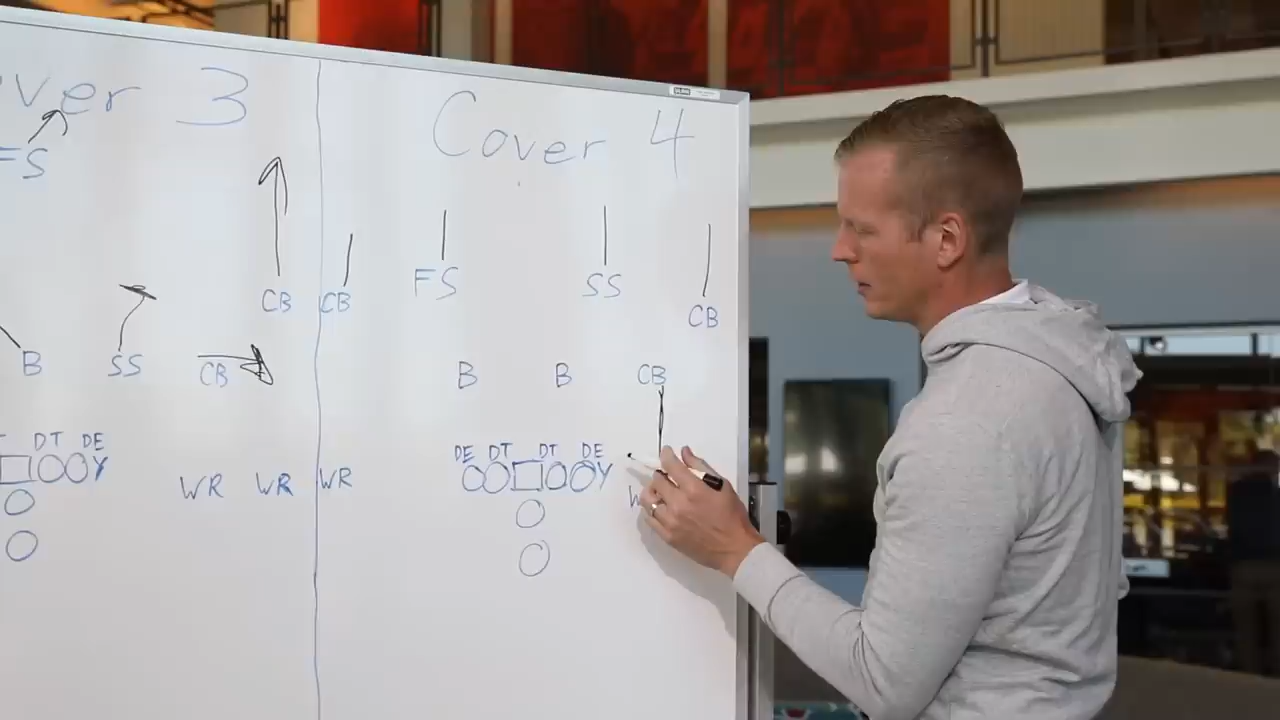 over 3
FS
CB
B SS CB
DT DE
Y
WR WR
Cover 4
FS SS
CB CB
B B CB
DE DT DT DE
Y
WR